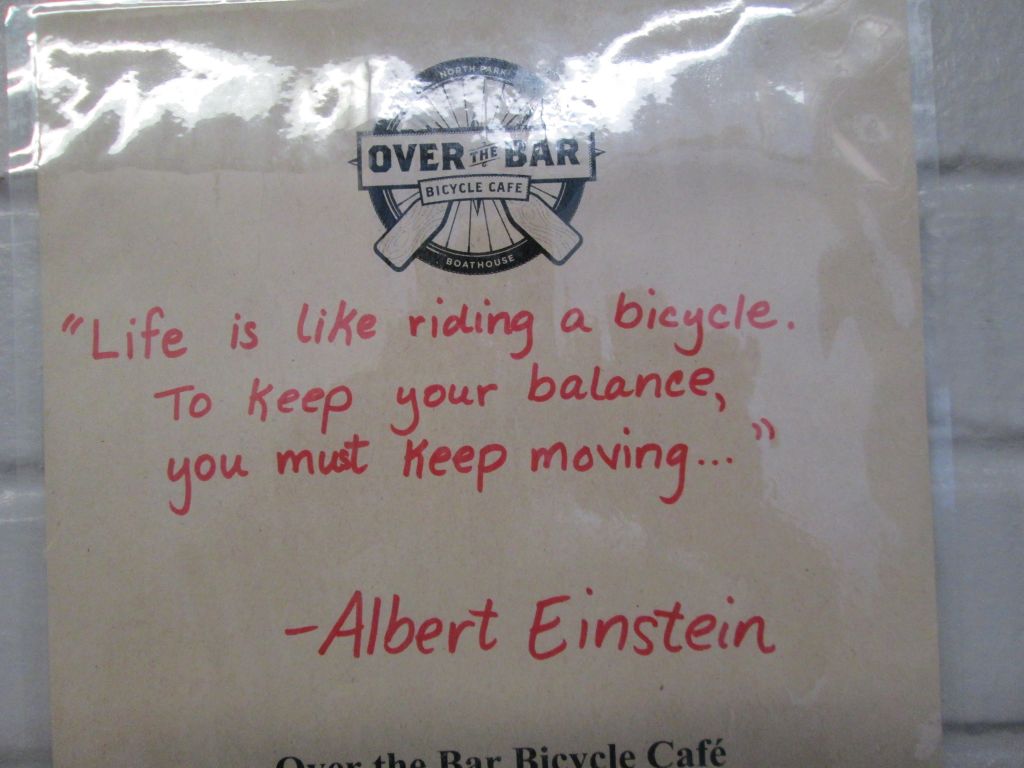 NORTH PARK
OVER THE BAR
BICYCLE CAFE
BOATHOUSE
"Life is like riding a bicycle.
To keep your balance,
you must keep moving..."
-Albert Einstein
Over the Bar Bicycle Café